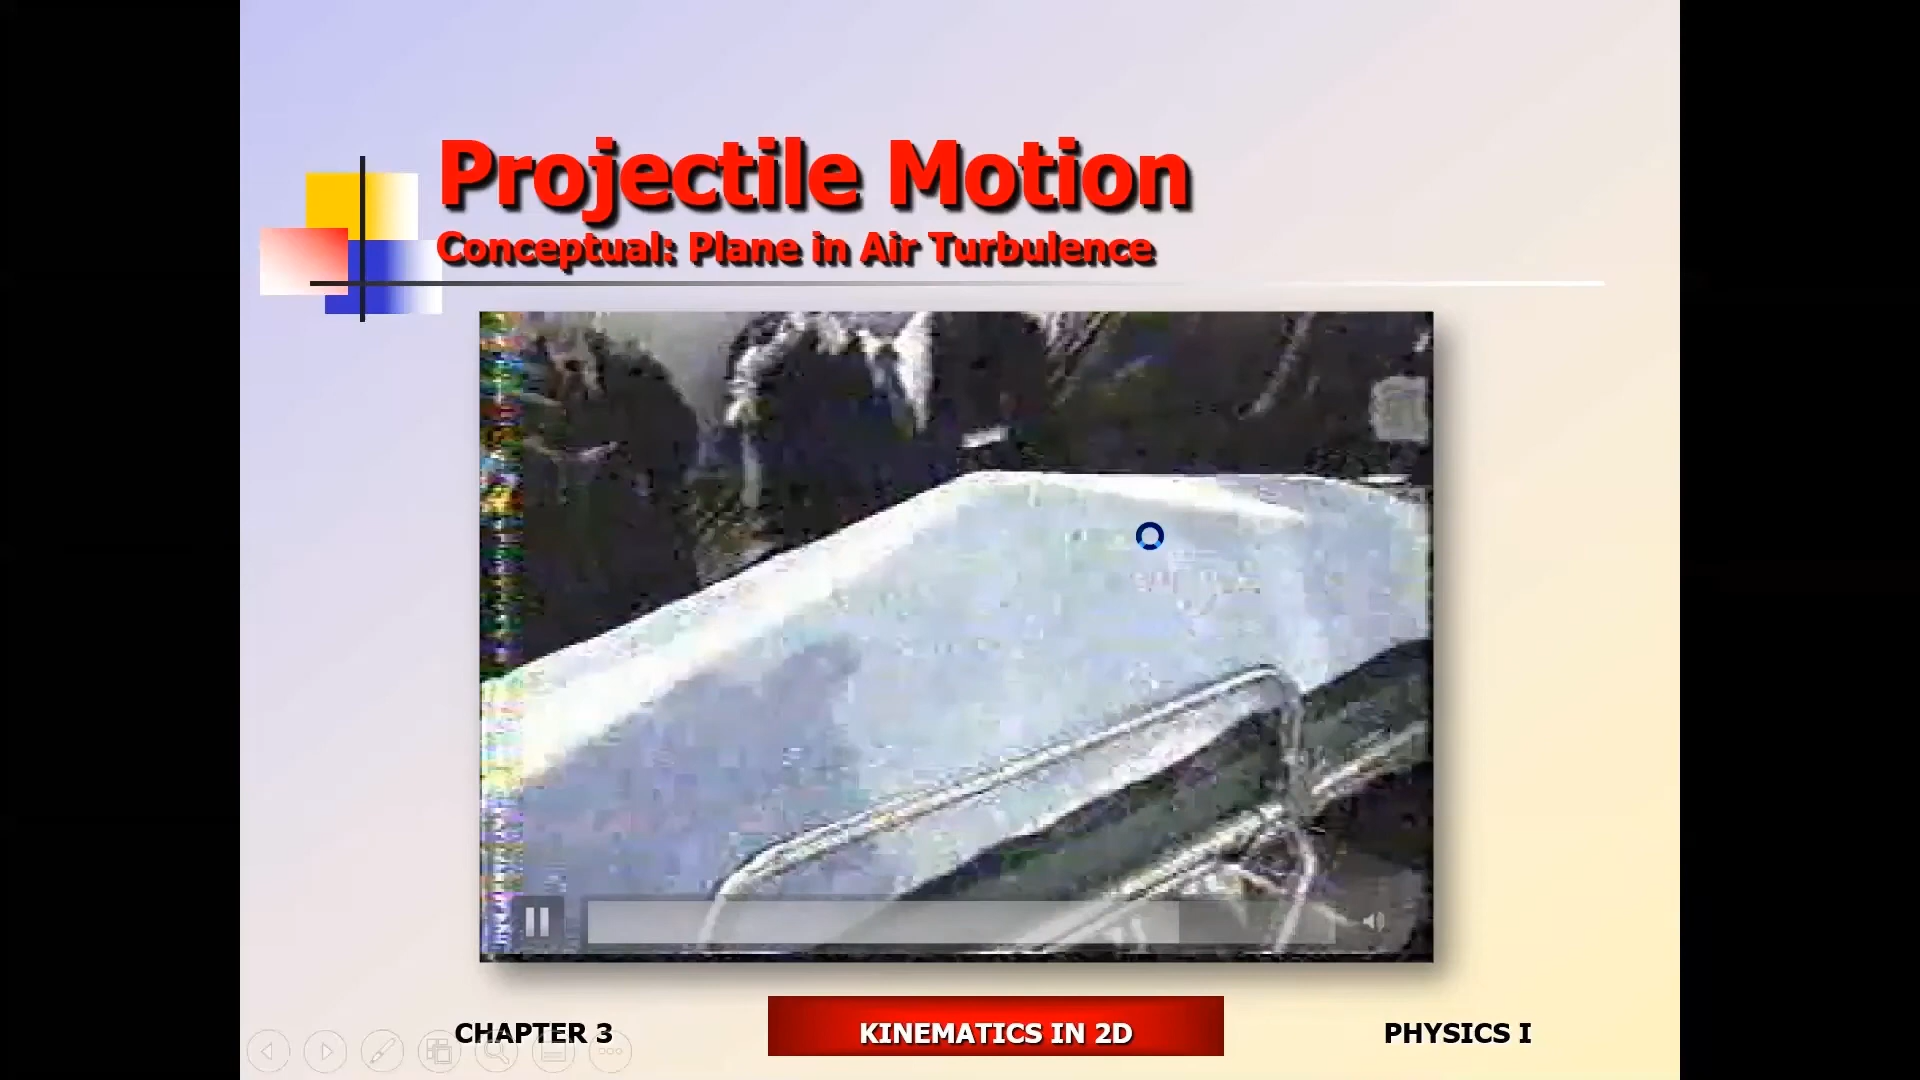 Projectile Motion
Conceptual: Plane in Air Turbulence
CHAPTER 3
KINEMATICS IN 2D
PHYSICS I